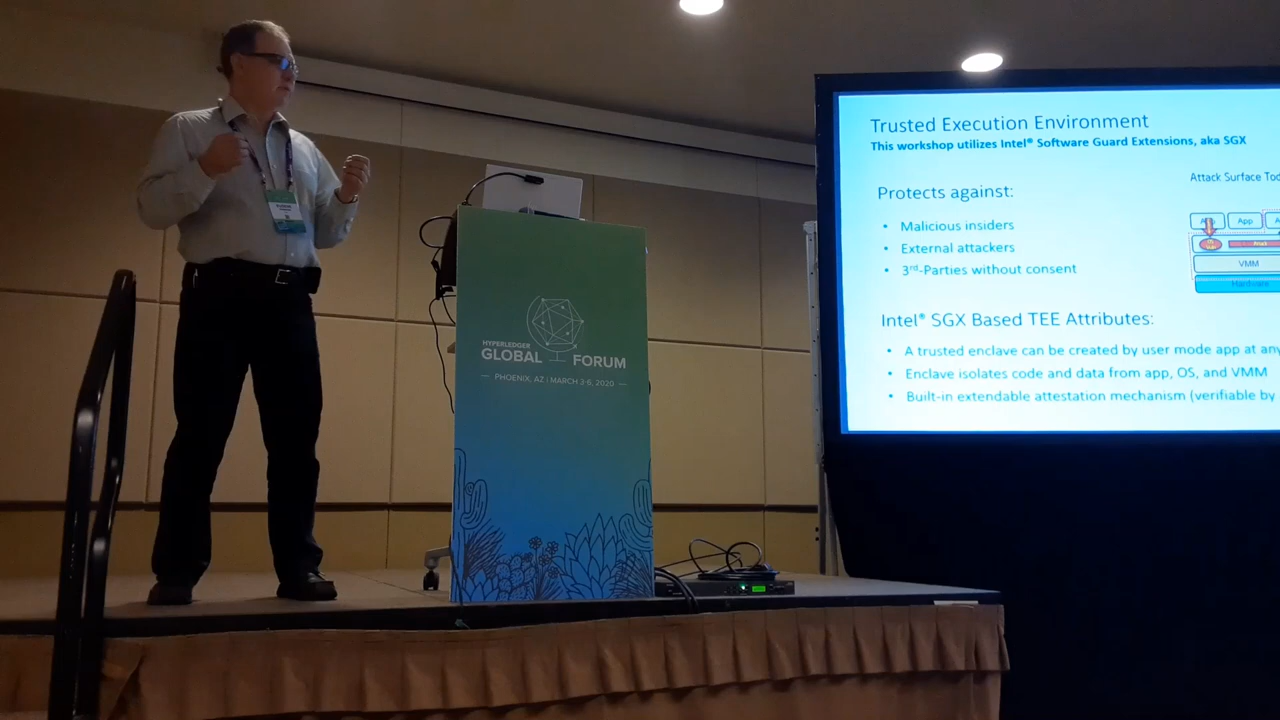 Trusted Execution Environment
This workshop utilizes Intel® Software Guard Extensions, aka SGX
Protects against:
• Malicious insiders
• External attackers
• 3rd-Parties without consent
Attack Surface Tod
App
VMM
Hardware
Intel® SGX Based TEE Attributes:
• A trusted enclave can be created by user mode app at any
• Enclave isolates code and data from app, OS, and VMM
• Built-in extendable attestation mechanism (verifiable by
HYPERLEDGER
GLOBAL FORUM
— PHOENIX, AZ | MARCH 3-6, 2020 —